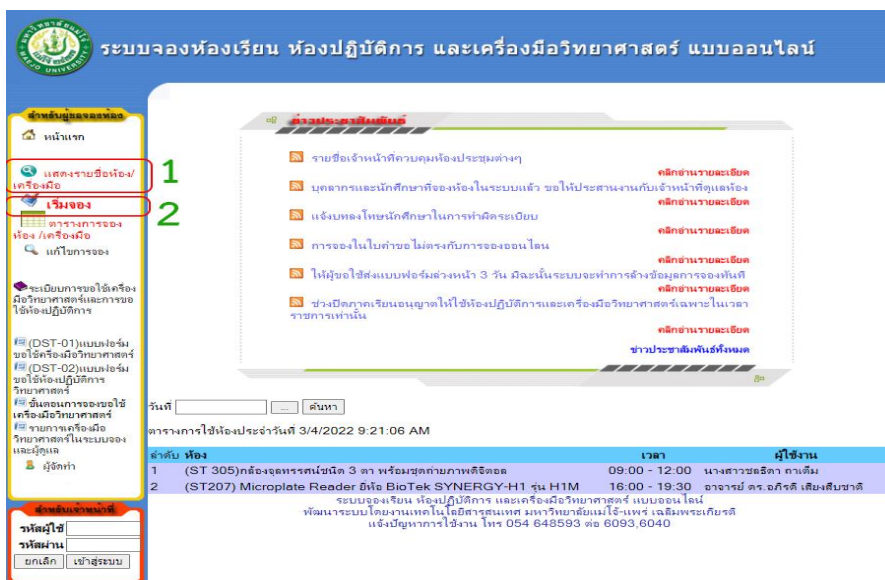 ระบบจองห้องเรียน ห้องปฏิบัติการ และเครื่องมือวิทยาศาสตร์ แบบออนไลน์
สำหรับผู้ขอจองห้อง
หน้าแรก
แสดงรายชื่อห้อง/
เครื่องมือ
1
เริ่มจอง
2
ตารางการจอง
ห้อง /เครื่องมือ
แก้ไขการจอง
ระเบียบการขอใช้เครื่อง
มือวิทยาศาสตร์และการขอ
ใช้ห้องปฏิบัติการ
(DST-01)แบบฟอร์ม
ขอใช้ครื่องมือวิทยาศาสตร์
(DST-02)แบบฟอร์ม
ขอใช้ห้องปฏิบัติการ
วิทยาศาสตร์
ขั้นตอนการจองขอใช้
เครื่องมือวิทยาศาสตร์
รายการเครื่องมือ
วิทยาศาสตร์ในระบบจอง
และผู้ดูแล
ผู้จัดทำ
สำหรับเจ้าหน้าที่
รหัสผู้ใช้
รหัสผ่าน
ยกเลิก เข้าสู่ระบบ
ข่าวประชาสัมพันธ์
รายชื่อเจ้าหน้าที่ควบคุมห้องประชุมต่างๆ
คลิกอ่านรายละเอียด
บุคลากรและนักศึกษาที่จองห้องในระบบแล้ว ขอให้ประสานงานกับเจ้าหน้าที่ดูแลห้อง
คลิกอ่านรายละเอียด
แจ้งบทลงโทษนักศึกษาในการทำผิดระเบียบ
คลิกอ่านรายละเอียด
การจองในใบคำขอไม่ตรงกับการจองออนไลน์
คลิกอ่านรายละเอียด
ให้ผู้ขอใช้ส่งแบบฟอร์มล่วงหน้า 3 วัน มิฉะนั้นระบบจะทำการล้างข้อมูลการจองทันที
คลิกอ่านรายละเอียด
ช่วงปิดภาคเรียนอนุญาตให้ใช้ห้องปฏิบัติการและเครื่องมือวิทยาศาสตร์เฉพาะในเวลา
ราชการเท่านั้น
คลิกอ่านรายละเอียด
ข่าวประชาสัมพันธ์ทั้งหมด
วันที่ ... ค้นหา
ตารางการใช้ห้องประจำวันที่ 3/4/2022 9:21:06 AM
ลำดับ ห้อง เวลา ผู้ใช้งาน
1 (ST 305)กล้องจุลทรรศน์ชนิด 3 ตา พร้อมชุดถ่ายภาพดิจิตอล 09:00 - 12:00 นางสาวชลธิดา ถาเต็ม
2 (ST207) Microplate Reader ยี่ห้อ BioTek SYNERGY-H1 รุ่น H1M 16:00 - 19:30 อาจารย์ ดร.อภิรดี เสียงสืบชาติ
ระบบจองเรียน ห้องปฏิบัติการ และเครื่องมือวิทยาศาสตร์ แบบออนไลน์
พัฒนาระบบโดยงานเทคโนโลยีสารสนเทศ มหาวิทยาลัยแม่โจ้-แพร่ เฉลิมพระเกียรติ
แจ้งปัญหาการใช้งาน โทร 054 648593 ต่อ 6093,6040